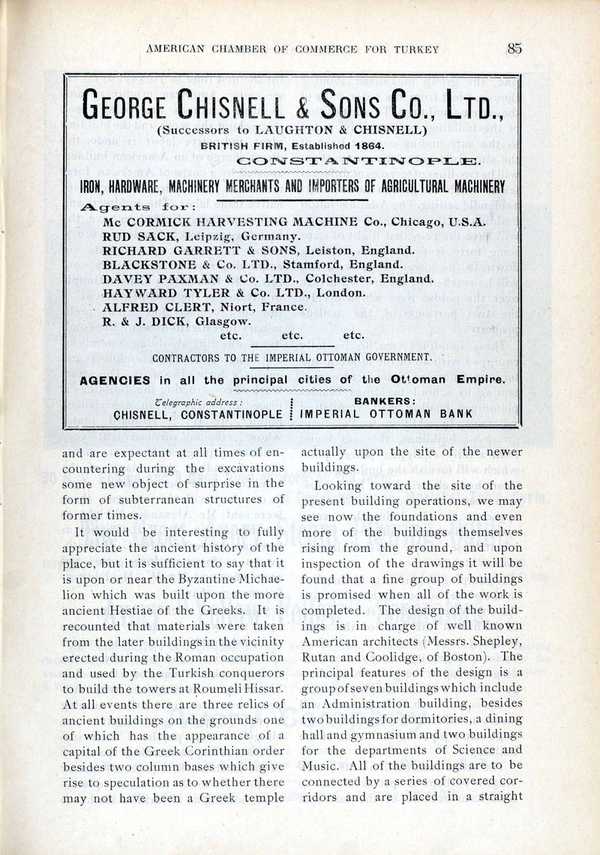 AMERICAN CHAMBER OF COMMERCE FOR TURKEY 85
GEORGE CHISNELL & SONS CO., LTD.,
(Successors to LAUGHTON & CHISNELL)
BRITISH FIRM, Established 1864.
CONSTANTINOPLE.
IRON, HARDWARE, MACHINERY MERCHANTS AND IMPORTERS OF AGRICULTURAL MACHINERY
Agents for:
Mc CORMICK HARVESTING MACHINE Co., Chicago, U.S.A.
RUD SACK, Leipzig, Germany.
RICHARD GARRETT & SONS, Leiston, England.
BLACKSTONE & Co. LTD., Stamford, England.
DAVEY PAXMAN & Co. LTD., Colchester, England.
HAYWARD TYLER & Co. LTD., London.
ALFRED CLERT, Niort, France.
R. & J. DICK, Glasgow.
etc. etc. etc.
CONTRACTORS TO THE IMPERIAL OTTOMAN GOVERNMENT.
AGENCIES in all the principal cities of the Ottoman Empire.
Telegraphic address:
CHISNELL, CONSTANTINOPLE
BANKERS:
IMPERIAL OTTOMAN BANK
and are expectant at all times of en-
countering during the excavations
some new object of surprise in the
form of subterranean structures of
former times.
It would be interesting to fully
appreciate the ancient history of the
place, but it is sufficient to say that it
is upon or near the Byzantine Michae-
lion which was built upon the more
ancient Hestiae of the Greeks. It is
recounted that materials were taken
from the later buildings in the vicinity
erected during the Roman occupation
and used by the Turkish conquerors
to build the towers at Roumeli Hissar.
At all events there are three relics of
ancient buildings on the grounds one
of which has the appearance of a
capital of the Greek Corinthian order
besides two column bases which give
rise to speculation as to whether there
may not have been a Greek temple
actually upon the site of the newer
buildings.
Looking toward the site of the
present building operations, we may
see now the foundations and even
more of the buildings themselves
rising from the ground, and upon
inspection of the drawings it will be
found that a fine group of buildings
is promised when all of the work is
completed. The design of the build-
ings is in charge of well known
American architects (Messrs. Shepley,
Rutan and Coolidge, of Boston). The
principal features of the design is a
group of seven buildings which include
an Administration building, besides
two buildings for dormitories, a dining
hall and gymnasium and two buildings
for the departments of Science and
Music. All of the buildings are to be
connected by a series of covered cor-
ridors and are placed in a straight